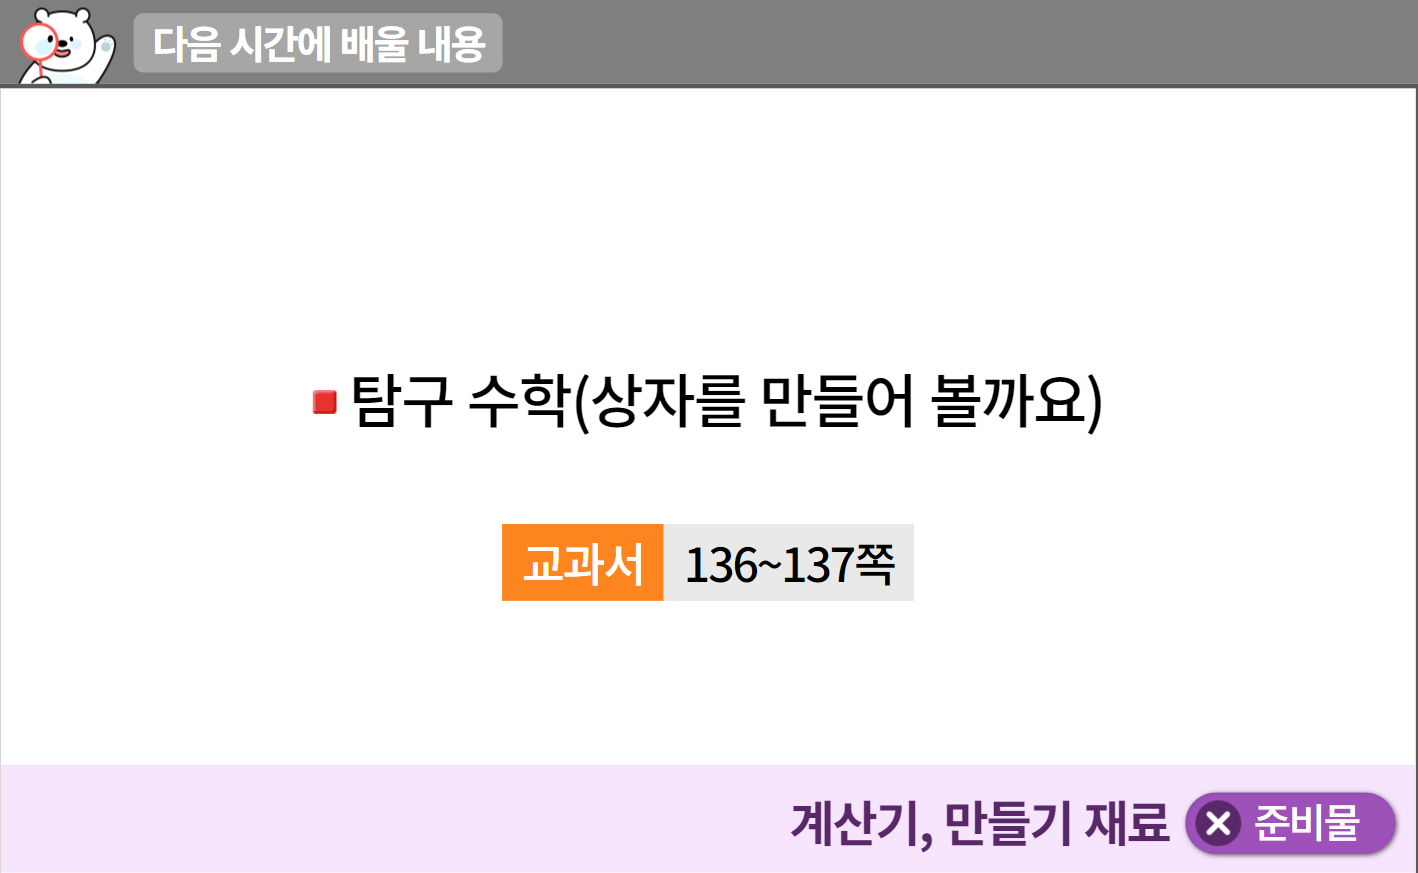 다음 시간에 배울 내용
탐구 수학(상자를 만들어 볼까요)
교과서 136~137쪽
계산기, 만들기 재료 준비물